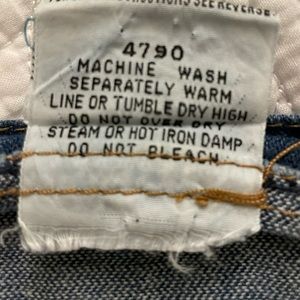 SEE REVERSE
4790
MACHINE WASH
SEPARATELY WARM
LINE OR TUMBLE DRY HIGH
DO NOT OVER DRY
STEAM OR HOT IRON DAMP
DO NOT BLEACH